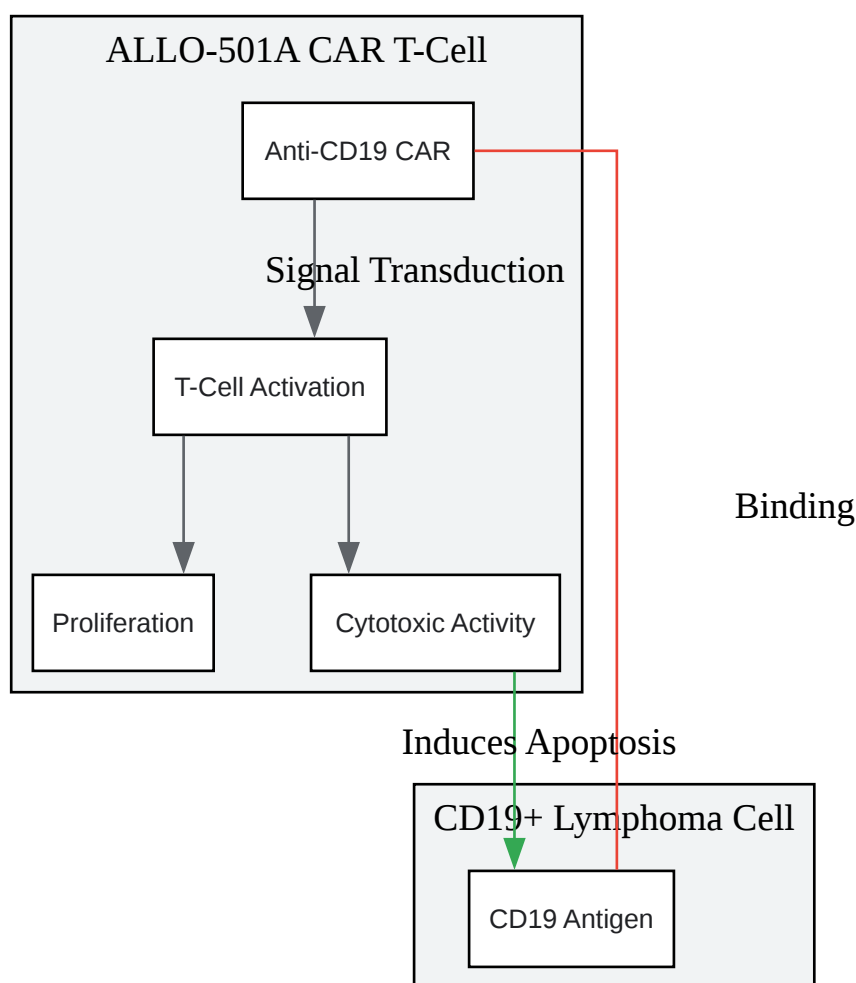 ALLO-501A CAR T-Cell
Anti-CD19 CAR
Signal Transduction
T-Cell Activation
Binding
Proliferation
Cytotoxic Activity
Induces Apoptosis
CD19+ Lymphoma Cell
CD19 Antigen